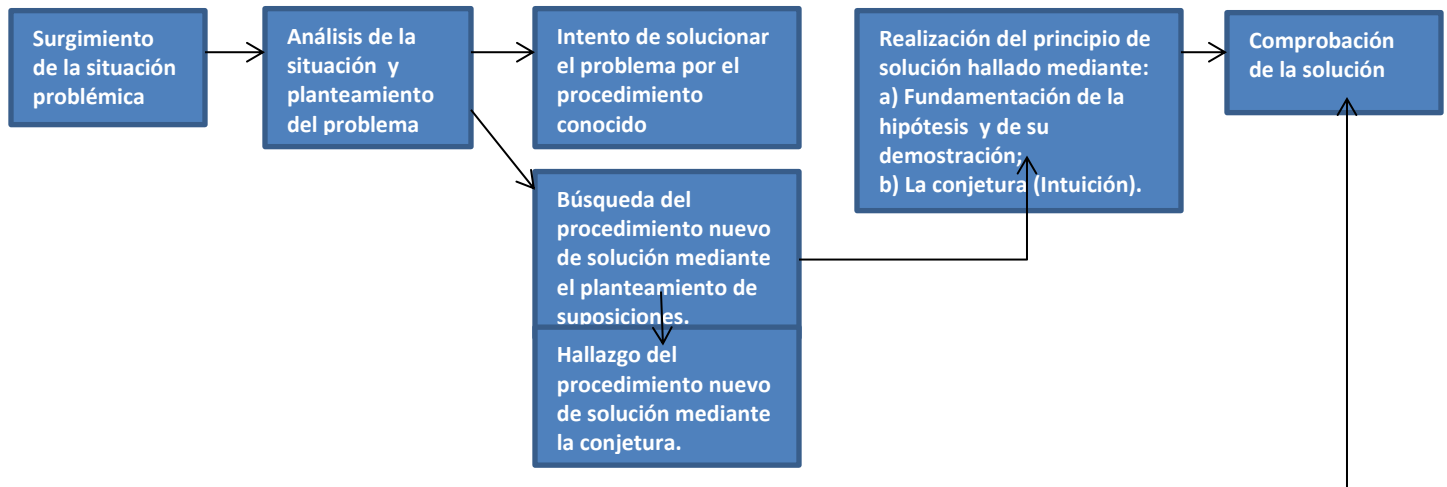 Surgimiento
de la situación
problémica
Análisis de la
situación y
planteamiento
del problema
Intento de solucionar
el problema por el
procedimiento
conocido
Búsqueda del
procedimiento nuevo
de solución mediante
el planteamiento de
suposiciones.
Hallazgo del
procedimiento nuevo
de solución mediante
la conjetura.
Realización del principio de
solución hallado mediante:
a) Fundamentación de la
hipótesis y de su
demostración;
b) La conjetura (Intuición).
Comprobación
de la solución